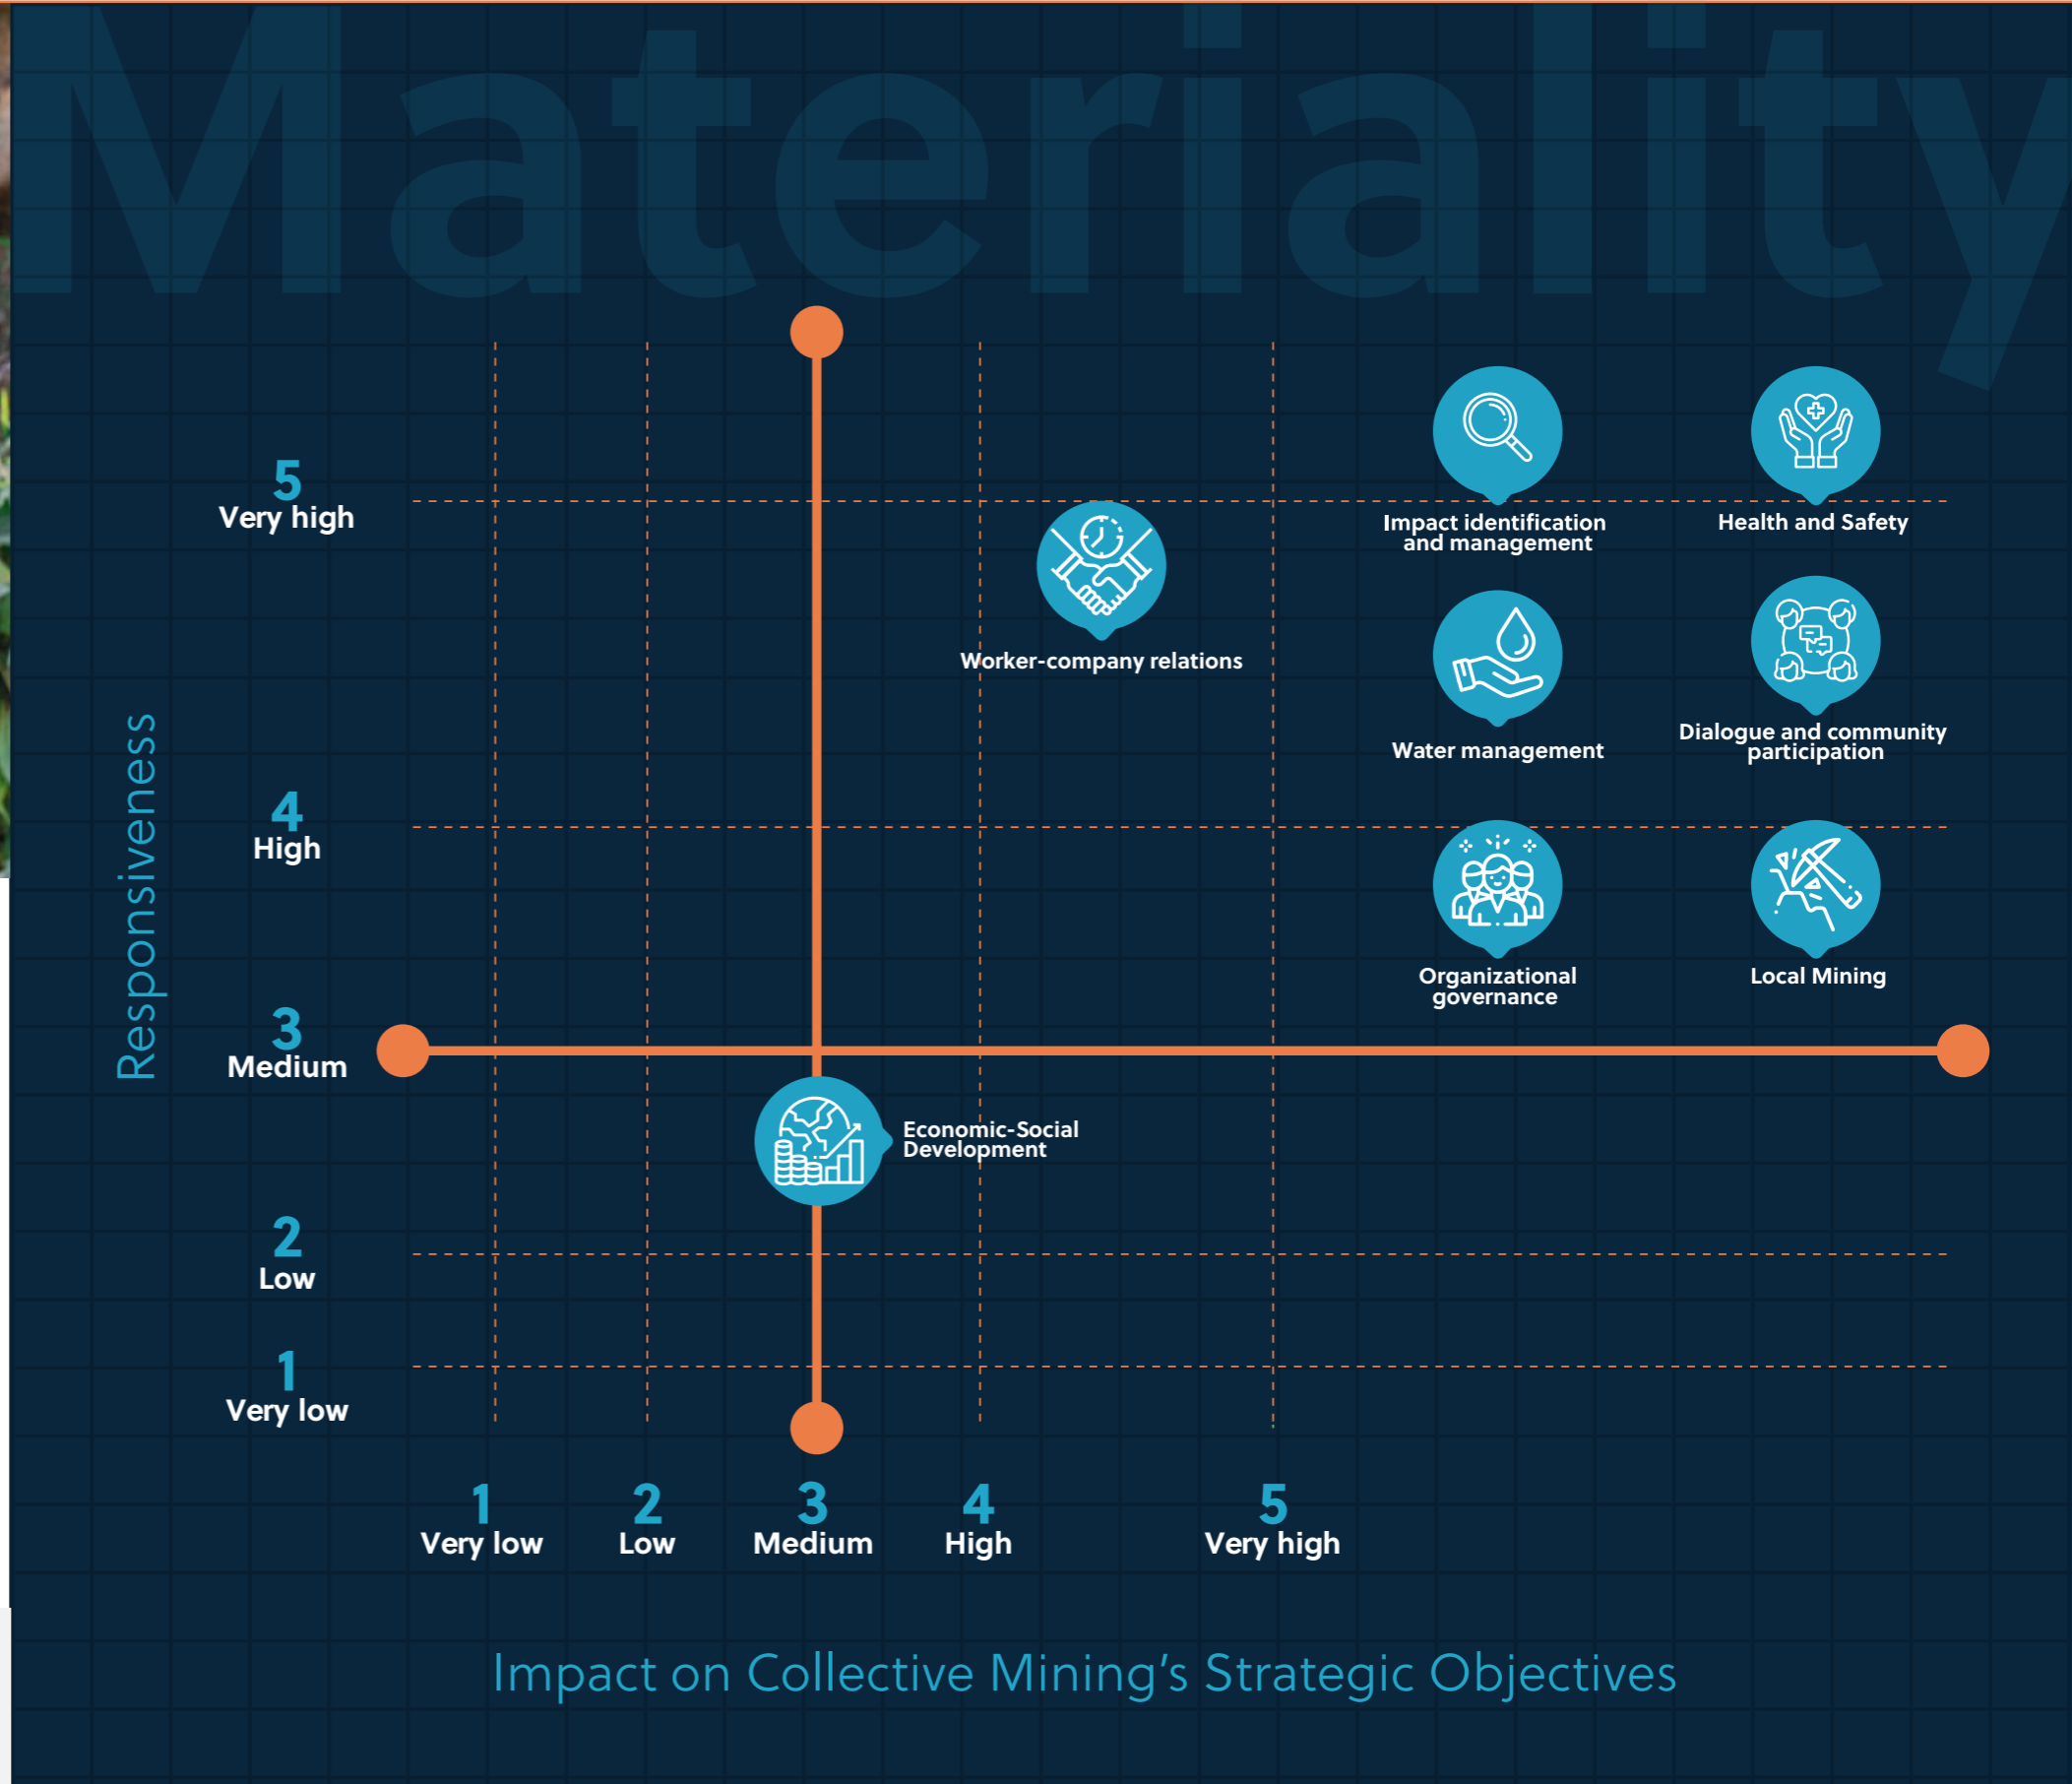 Materiality
5
Very high
Impact identification
and management
Health and Safety
Worker-company relations
Water management
Dialogue and community
participation
4
High
Organizational
governance
Local Mining
Responsiveness
3
Medium
Economic-Social
Development
2
Low
1
Very low
1
Very low
2
Low
3
Medium
4
High
5
Very high
Impact on Collective Mining’s Strategic Objectives